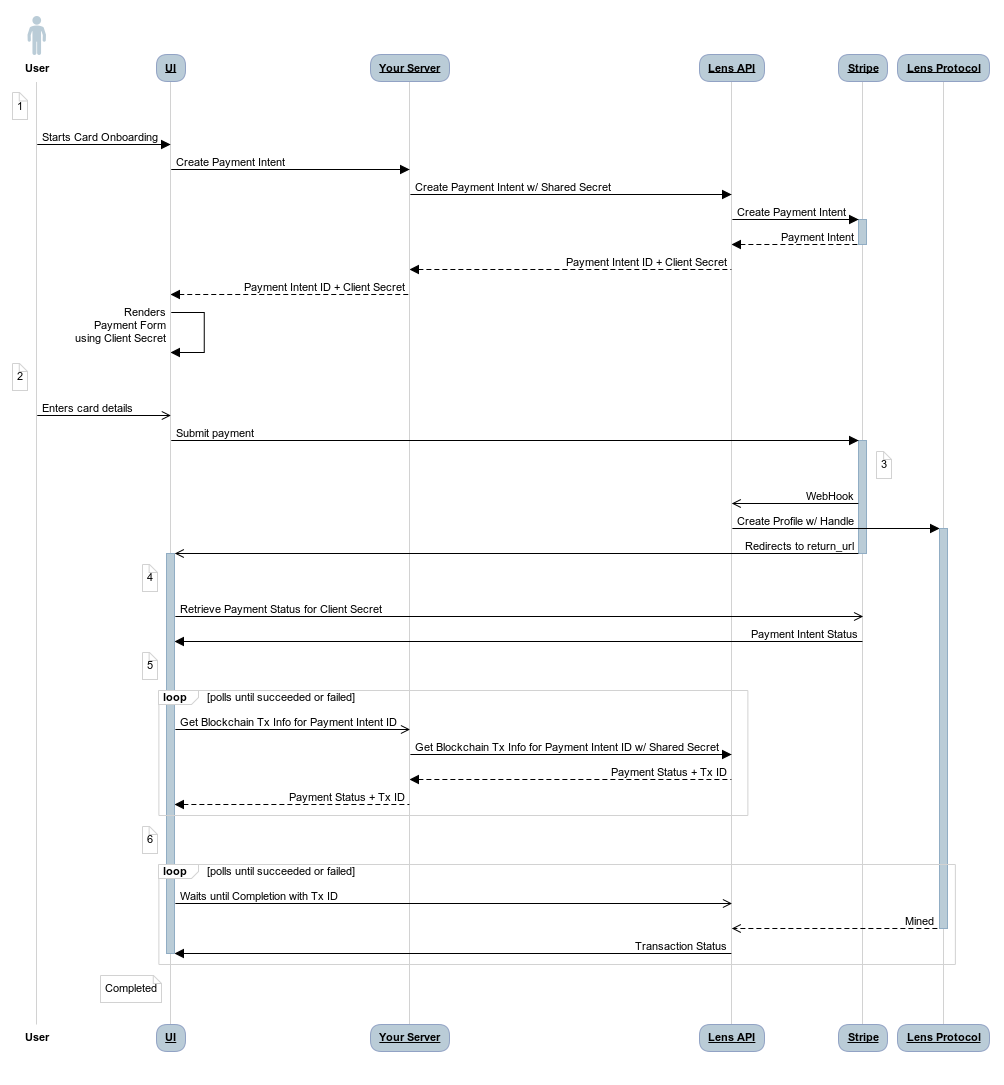 User
UI
Your Server
Lens API
Stripe
Lens Protocol
1
Starts Card Onboarding
Create Payment Intent
Create Payment Intent w/ Shared Secret
Create Payment Intent
Payment Intent
Payment Intent ID + Client Secret
Payment Intent ID + Client Secret
Renders
Payment Form
using Client Secret
2
Enters card details
Submit payment
3
WebHook
Create Profile w/ Handle
Redirects to return_url
4
Retrieve Payment Status for Client Secret
Payment Intent Status
5
loop [polls until succeeded or failed]
Get Blockchain Tx Info for Payment Intent ID
Get Blockchain Tx Info for Payment Intent ID w/ Shared Secret
Payment Status + Tx ID
Payment Status + Tx ID
6
loop [polls until succeeded or failed]
Waits until Completion with Tx ID
Mined
Transaction Status
Completed
User
UI
Your Server
Lens API
Stripe
Lens Protocol